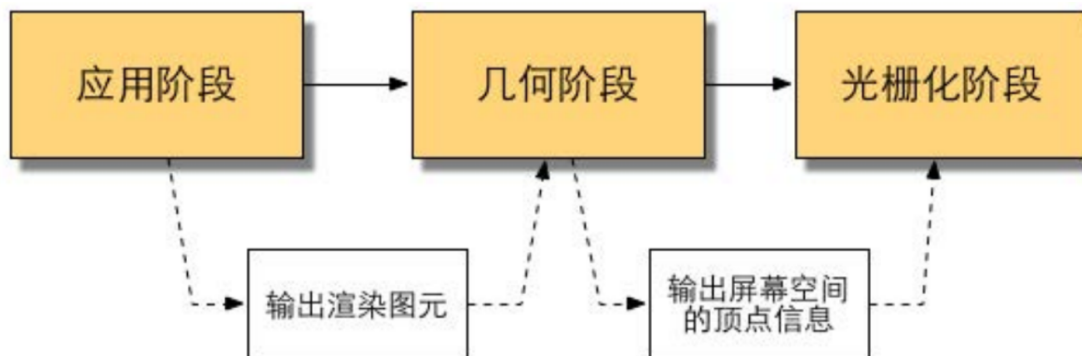 应用阶段
几何阶段
光栅化阶段
输出渲染图元
输出屏幕空间
的顶点信息